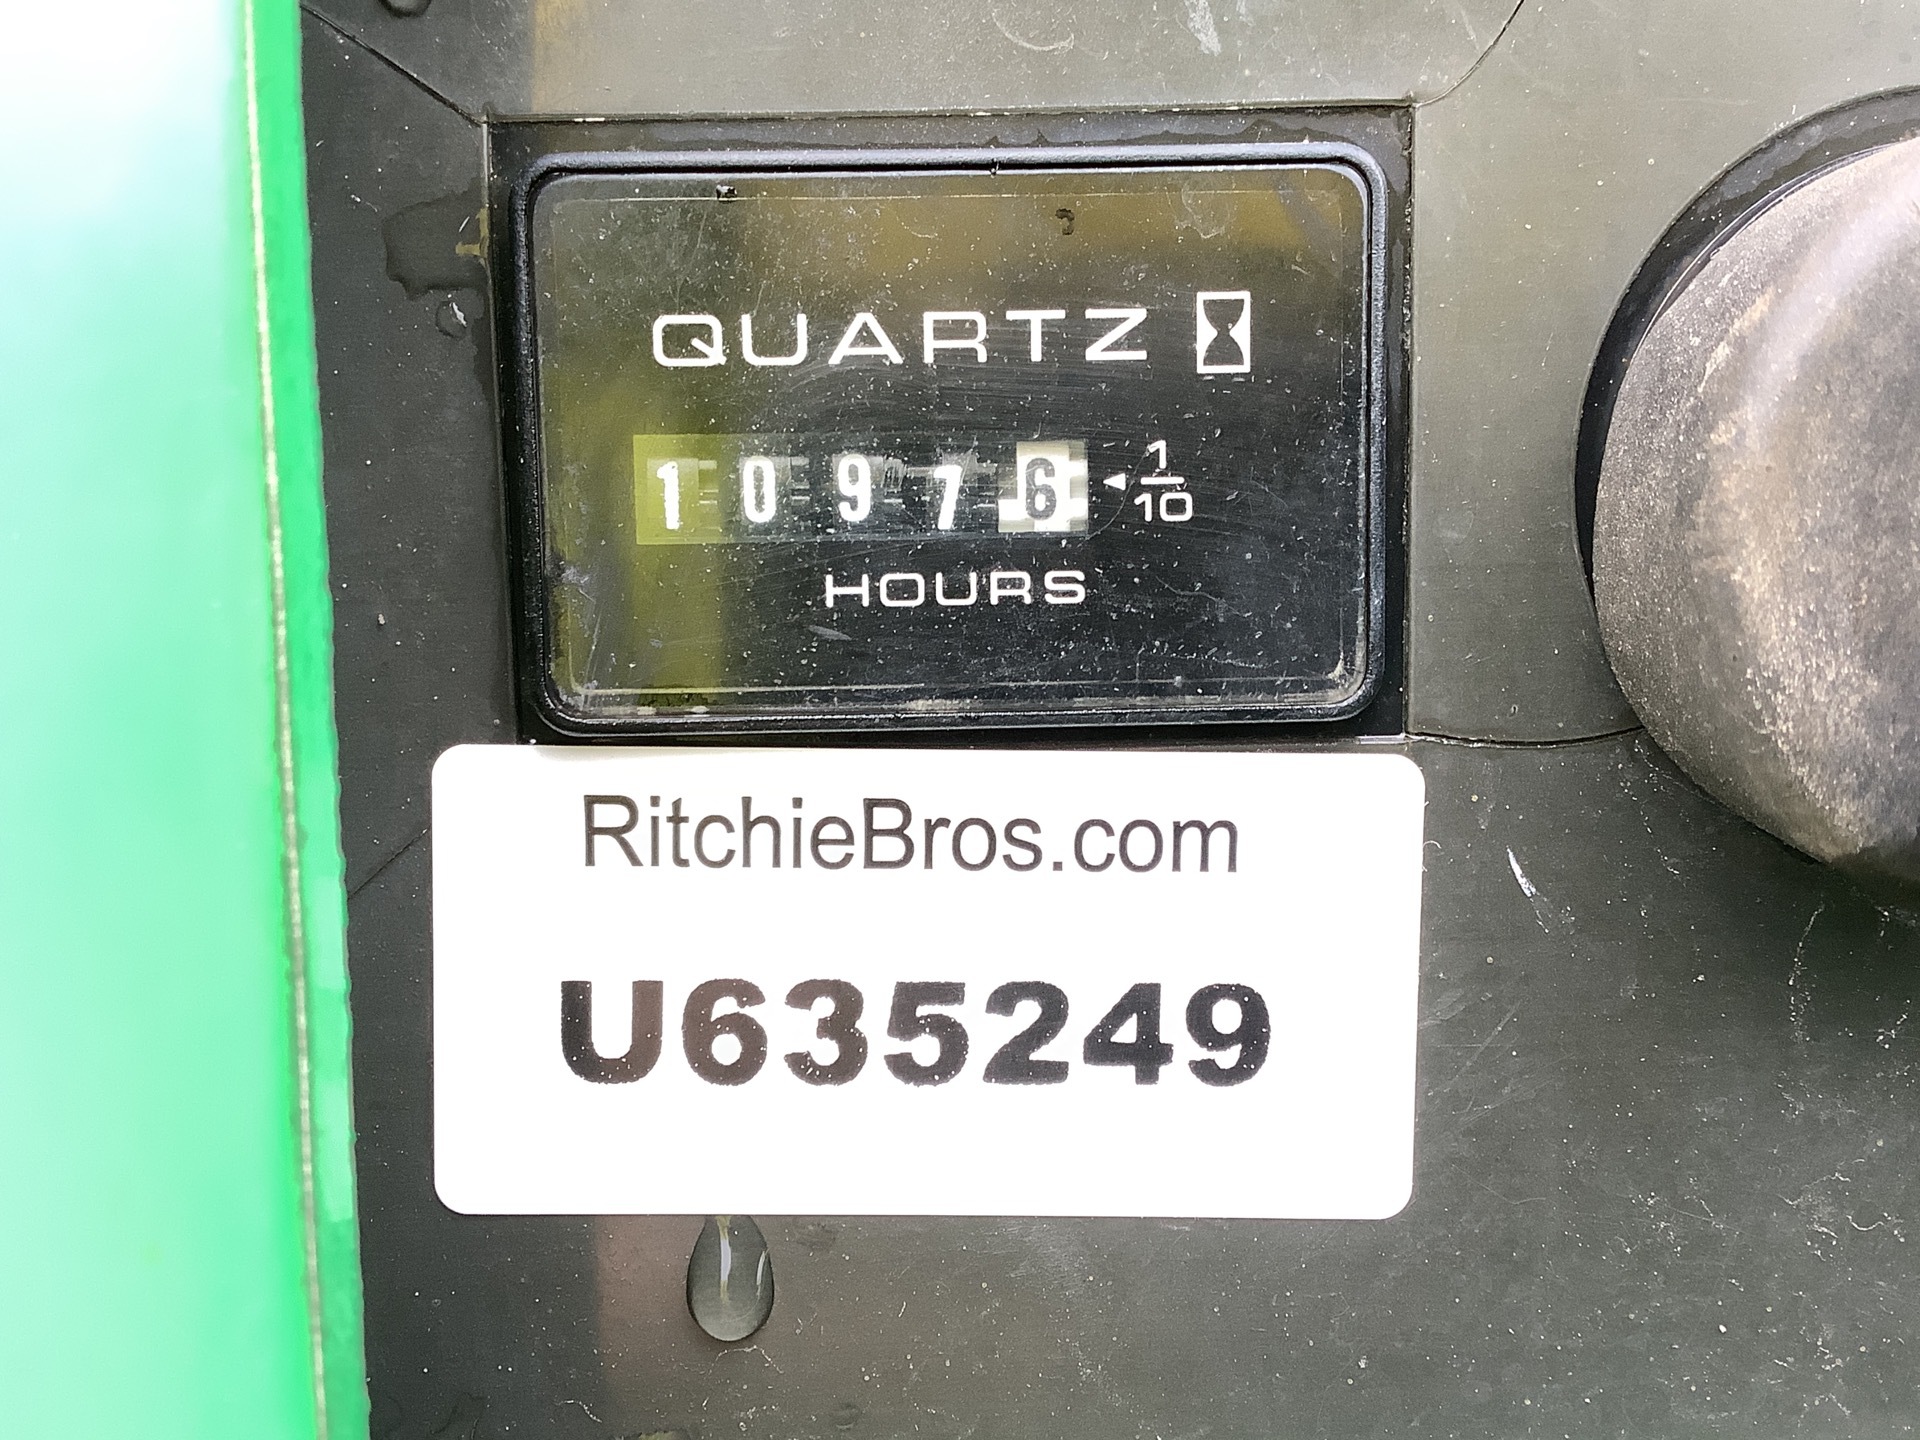 QUARTZ
10976 1/10
HOURS
RitchieBros.com
U635249